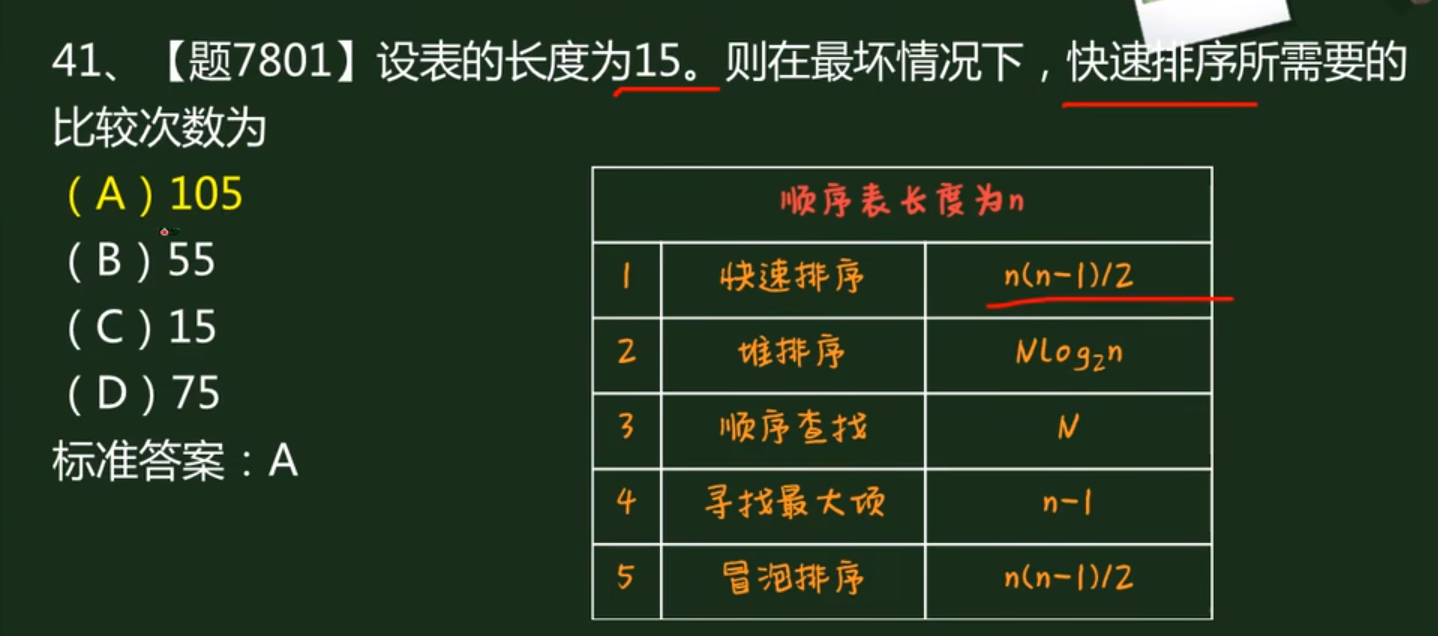 41、【题7801】设表的长度为15。则在最坏情况下，快速排序所需要的
比较次数为
（A）105
（B）55
（C）15
（D）75
标准答案：A
顺序表长度为n
1 快速排序 n(n-1)/2
2 堆排序 Nlog₂n
3 顺序查找 N
4 寻找最大项 n-1
5 冒泡排序 n(n-1)/2